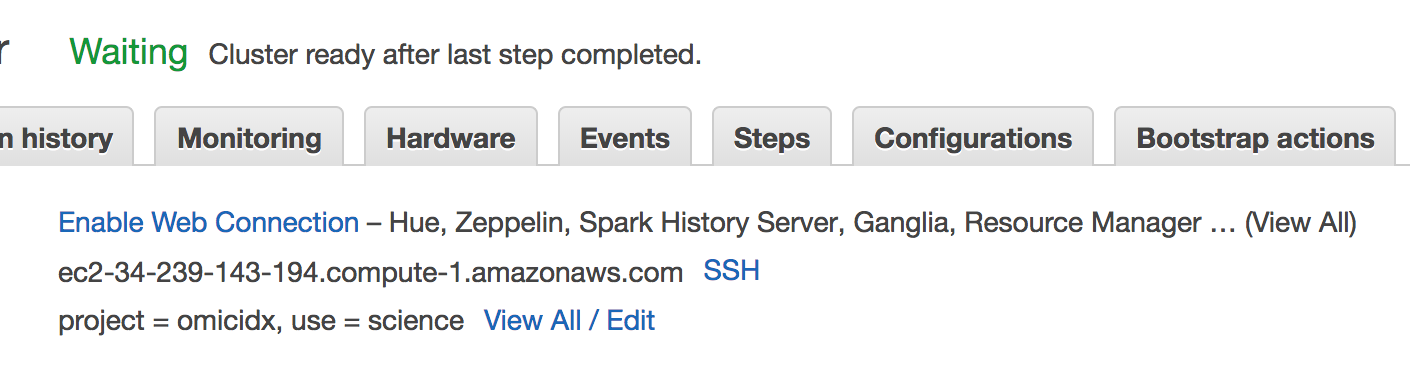 r Waiting Cluster ready after last step completed.
n history Monitoring Hardware Events Steps Configurations Bootstrap actions
Enable Web Connection – Hue, Zeppelin, Spark History Server, Ganglia, Resource Manager … (View All)
ec2-34-239-143-194.compute-1.amazonaws.com SSH
project = omicidx, use = science View All / Edit